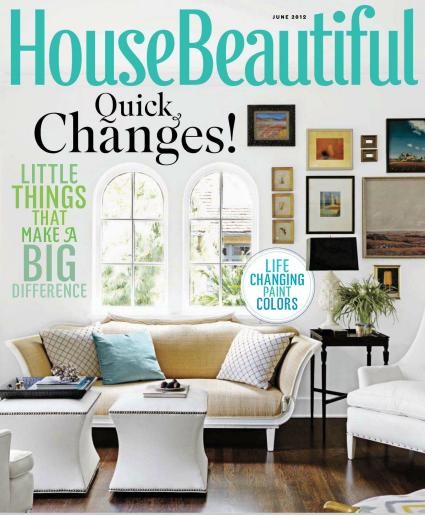 JUNE 2012
HouseBeautiful
Quick
Changes!
LITTLE
THINGS
THAT
MAKE A
BIG
DIFFERENCE
LIFE
CHANGING
PAINT
COLORS